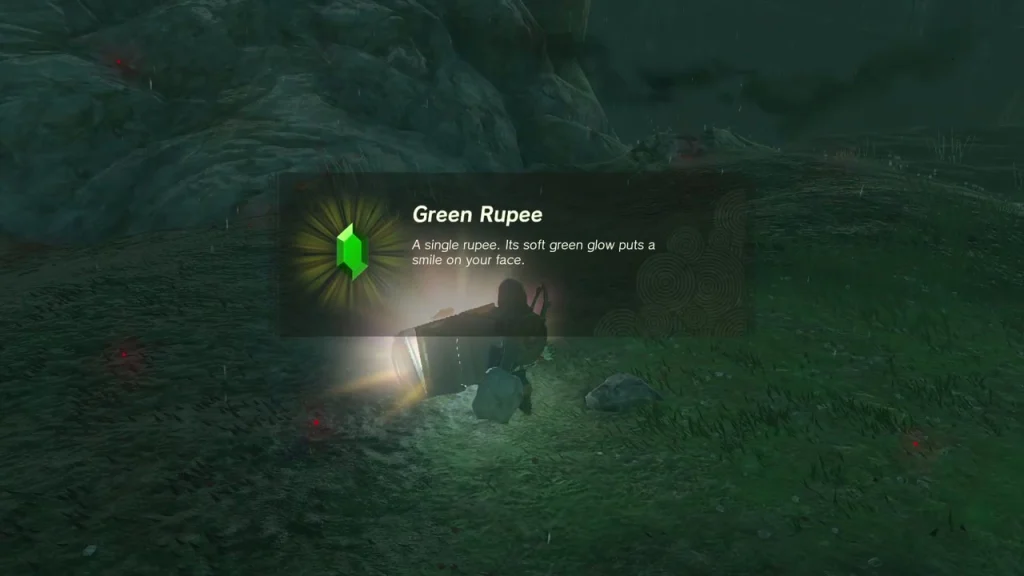 Green Rupee
A single rupee. Its soft green glow puts a
smile on your face.